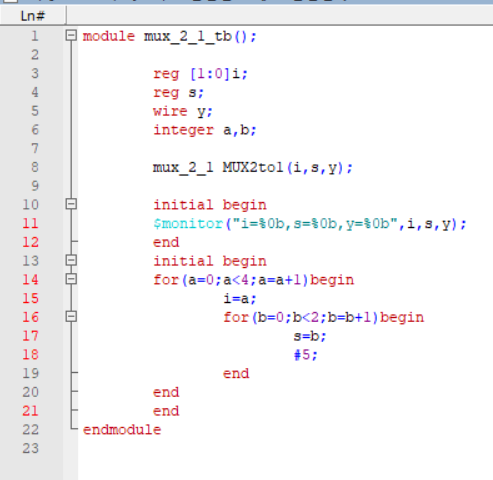 Ln#
1 module mux_2_1_tb();
2
3 reg [1:0]i;
4 reg s;
5 wire y;
6 integer a,b;
7
8 mux_2_1 MUX2to1(i,s,y);
9
10 initial begin
11 $monitor("i=%0b,s=%0b,y=%0b",i,s,y);
12 end
13 initial begin
14 for(a=0;a<4;a=a+1)begin
15 i=a;
16 for(b=0;b<2;b=b+1)begin
17 s=b;
18 #5;
19 end
20 end
21 end
22 endmodule
23